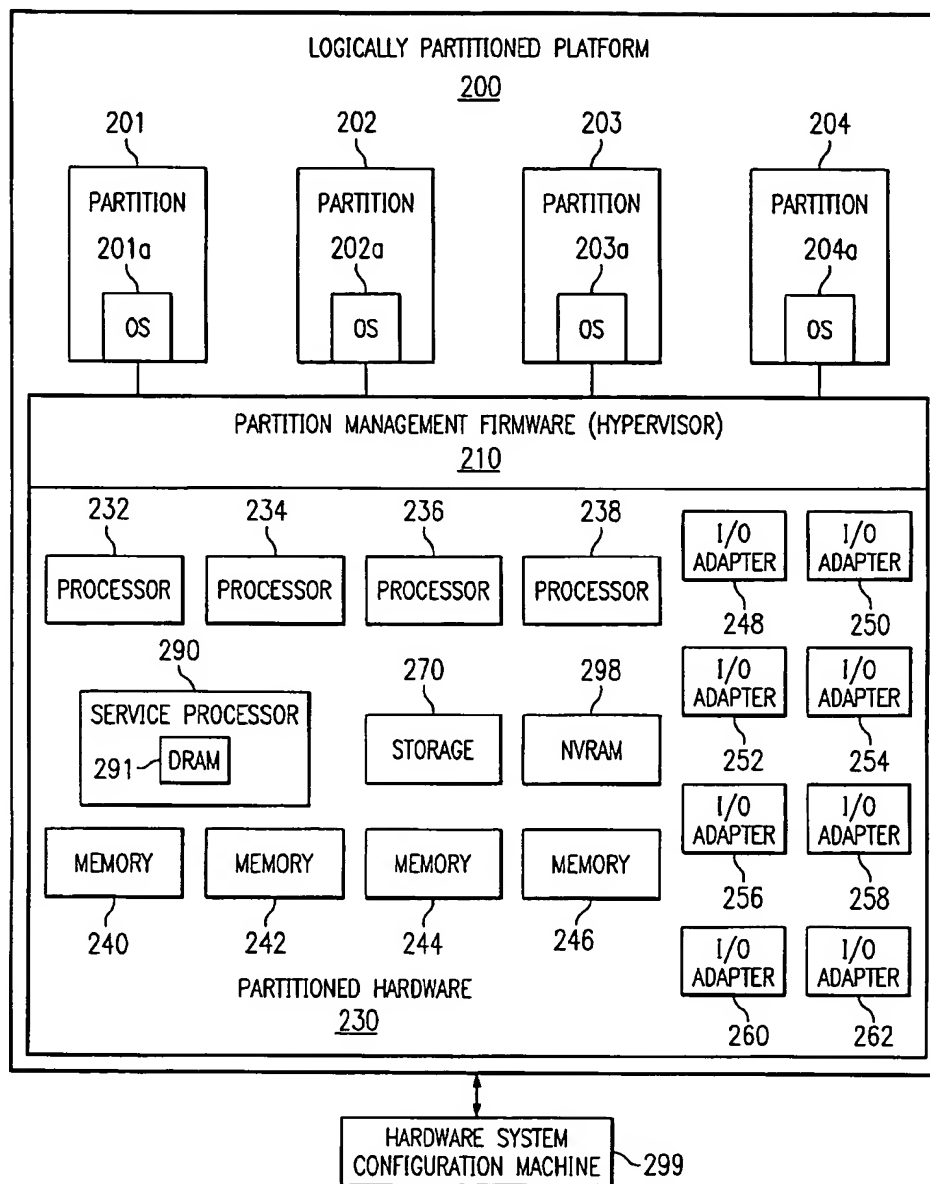 LOGICALLY PARTITIONED PLATFORM
200
201 202 203 204
PARTITION PARTITION PARTITION PARTITION
201a 202a 203a 204a
OS OS OS OS
PARTITION MANAGEMENT FIRMWARE (HYPERVISOR)
210
232 234 236 238
PROCESSOR PROCESSOR PROCESSOR PROCESSOR
I/O ADAPTER I/O ADAPTER
248 250
290 270 298
SERVICE PROCESSOR
291 DRAM
STORAGE NVRAM
I/O ADAPTER I/O ADAPTER
252 254
MEMORY MEMORY MEMORY MEMORY
240 242 244 246
I/O ADAPTER I/O ADAPTER
256 258
PARTITIONED HARDWARE
230
I/O ADAPTER I/O ADAPTER
260 262
HARDWARE SYSTEM
CONFIGURATION MACHINE 299